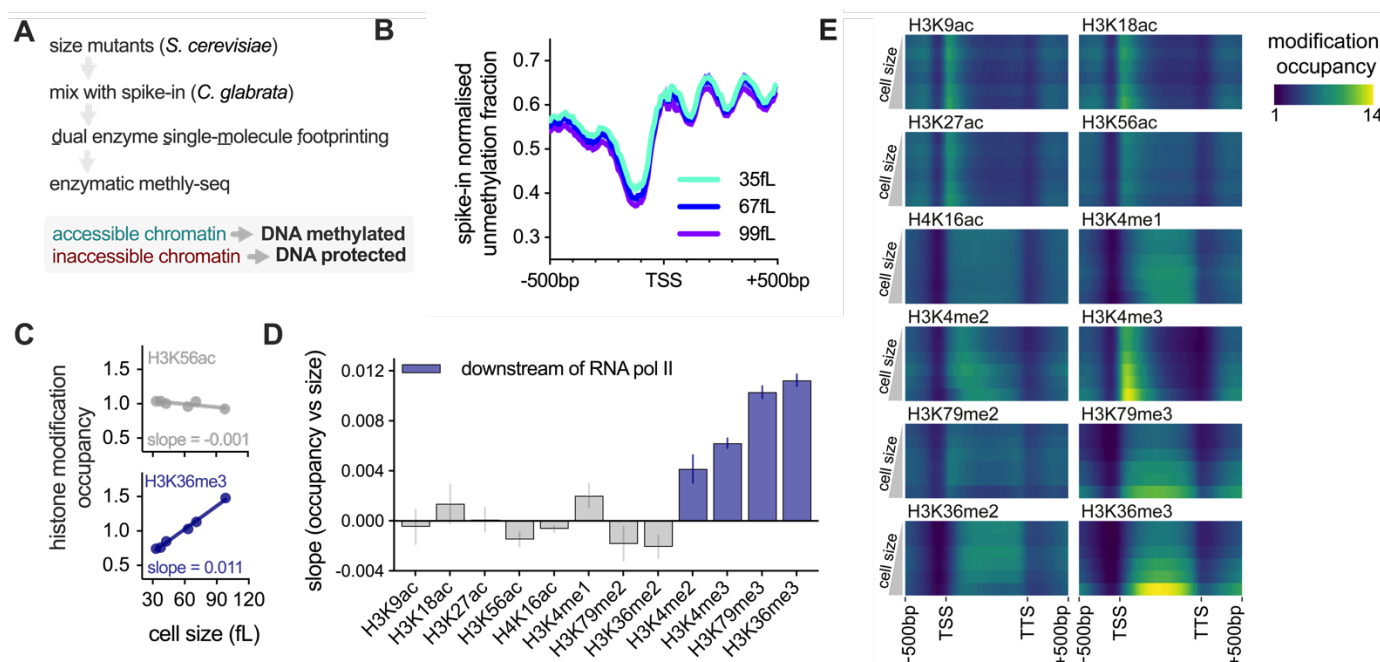 A
size mutants (S. cerevisiae)
mix with spike-in (C. glabrata)
dual enzyme single-molecule footprinting
enzymatic methly-seq
accessible chromatin DNA methylated
inaccessible chromatin DNA protected
B
spike-in normalised
unmethylation fraction
0.7
0.6
0.5
0.4
0.3
35fL
67fL
99fL
-500bp
TSS
+500bp
C
histone modification
occupancy
H3K56ac
1.5
1.0
0.5
slope = -0.001
H3K36me3
1.5
1.0
0.5
slope = 0.011
30 60 90 120
cell size (fL)
D
slope (occupancy vs size)
0.012
0.008
0.004
0.000
-0.004
downstream of RNA pol II
H3K9ac
H3K18ac
H3K27ac
H3K56ac
H4K16ac
H3K4me1
H3K79me2
H3K36me2
H3K4me2
H3K4me3
H3K79me3
H3K36me3
E
H3K9ac H3K18ac
cell size
H3K27ac H3K56ac
cell size
H4K16ac H3K4me1
cell size
H3K4me2 H3K4me3
cell size
H3K79me2 H3K79me3
cell size
H3K36me2 H3K36me3
cell size
-500bp
TSS
TTS
+500bp
-500bp
TSS
TTS
+500bp
modification
occupancy
1 14